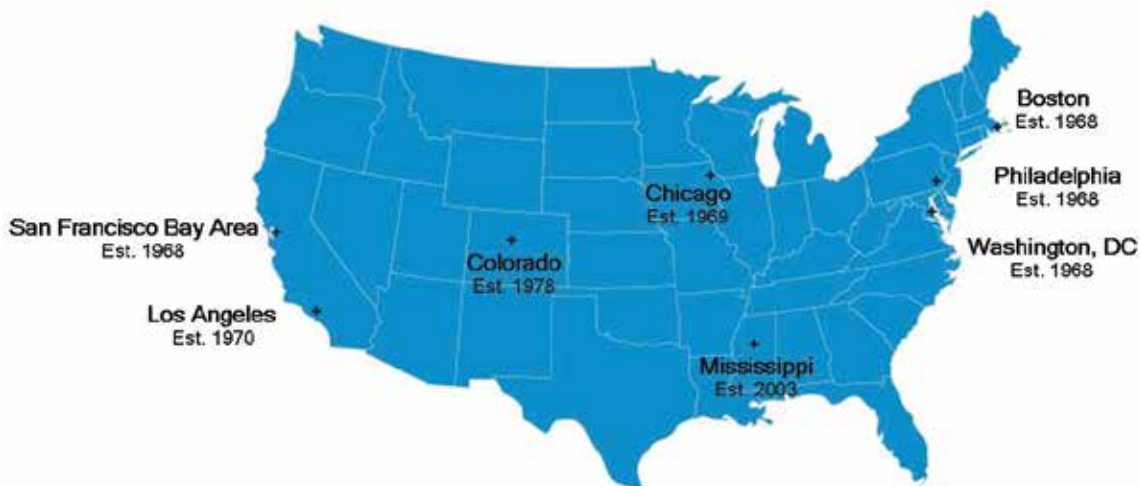 Boston
Est. 1968
Philadelphia
Est. 1968
Chicago
Est. 1969
San Francisco Bay Area
Est. 1968
Washington, DC
Est. 1968
Colorado
Est. 1978
Los Angeles
Est. 1970
Mississippi
Est. 2003